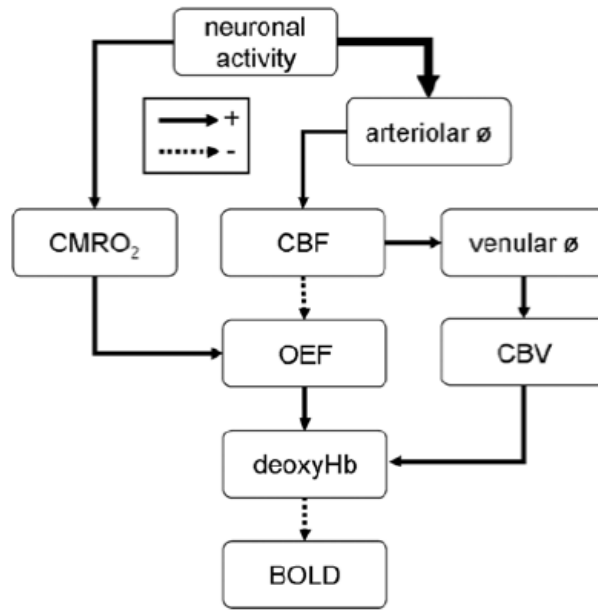 neuronal
activity
+
-
arteriolar ø
CMRO₂
CBF
venular ø
OEF
CBV
deoxyHb
BOLD